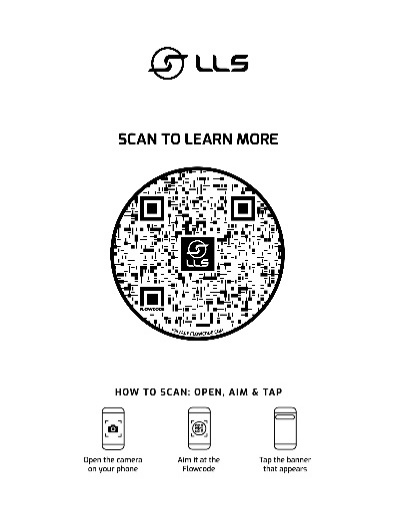 LLS
SCAN TO LEARN MORE
LLS
FLOWCODE
HOW TO SCAN: OPEN, AIM & TAP
Open the camera
on your phone
Aim it at the
Flowcode
Tap the banner
that appears